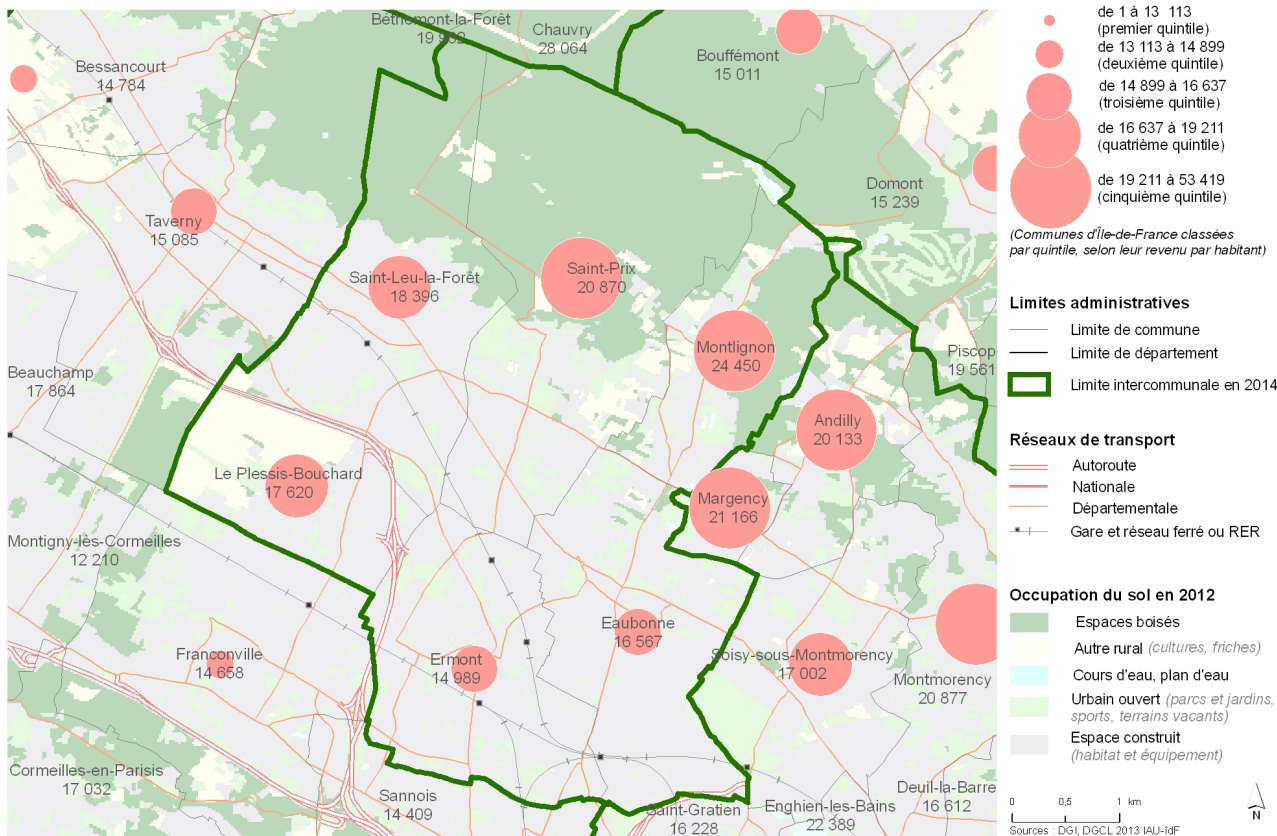 Béthemont-la-Forêt
19 952
Chauvry
28 064
Bouffémont
15 011
Bessancourt
14 784
Domont
15 239
Taverny
15 085
Saint-Leu-la-Forêt
18 396
Saint-Prix
20 870
Montlignon
24 450
Piscop
19 561
Beauchamp
17 864
Andilly
20 133
Le Plessis-Bouchard
17 620
Margency
21 166
Montigny-lès-Cormeilles
12 210
Eaubonne
16 567
Franconville
14 658
Ermont
14 989
Soisy-sous-Montmorency
17 002
Montmorency
20 877
Cormeilles-en-Parisis
17 032
Sannois
14 409
Saint-Gratien
16 228
Enghien-les-Bains
22 389
Deuil-la-Barre
16 612
de 1 à 13 113
(premier quintile)
de 13 113 à 14 899
(deuxième quintile)
de 14 899 à 16 637
(troisième quintile)
de 16 637 à 19 211
(quatrième quintile)
de 19 211 à 53 419
(cinquième quintile)
(Communes d'Île-de-France classées
par quintile, selon leur revenu par habitant)
Limites administratives
Limite de commune
Limite de département
Limite intercommunale en 2014
Réseaux de transport
Autoroute
Nationale
Départementale
Gare et réseau ferré ou RER
Occupation du sol en 2012
Espaces boisés
Autre rural (cultures, friches)
Cours d'eau, plan d'eau
Urbain ouvert (parcs et jardins,
sports, terrains vacants)
Espace construit
(habitat et équipement)
0 0,5 1 km
N
Sources : DGI, DGCL 2013 IAU-îdF